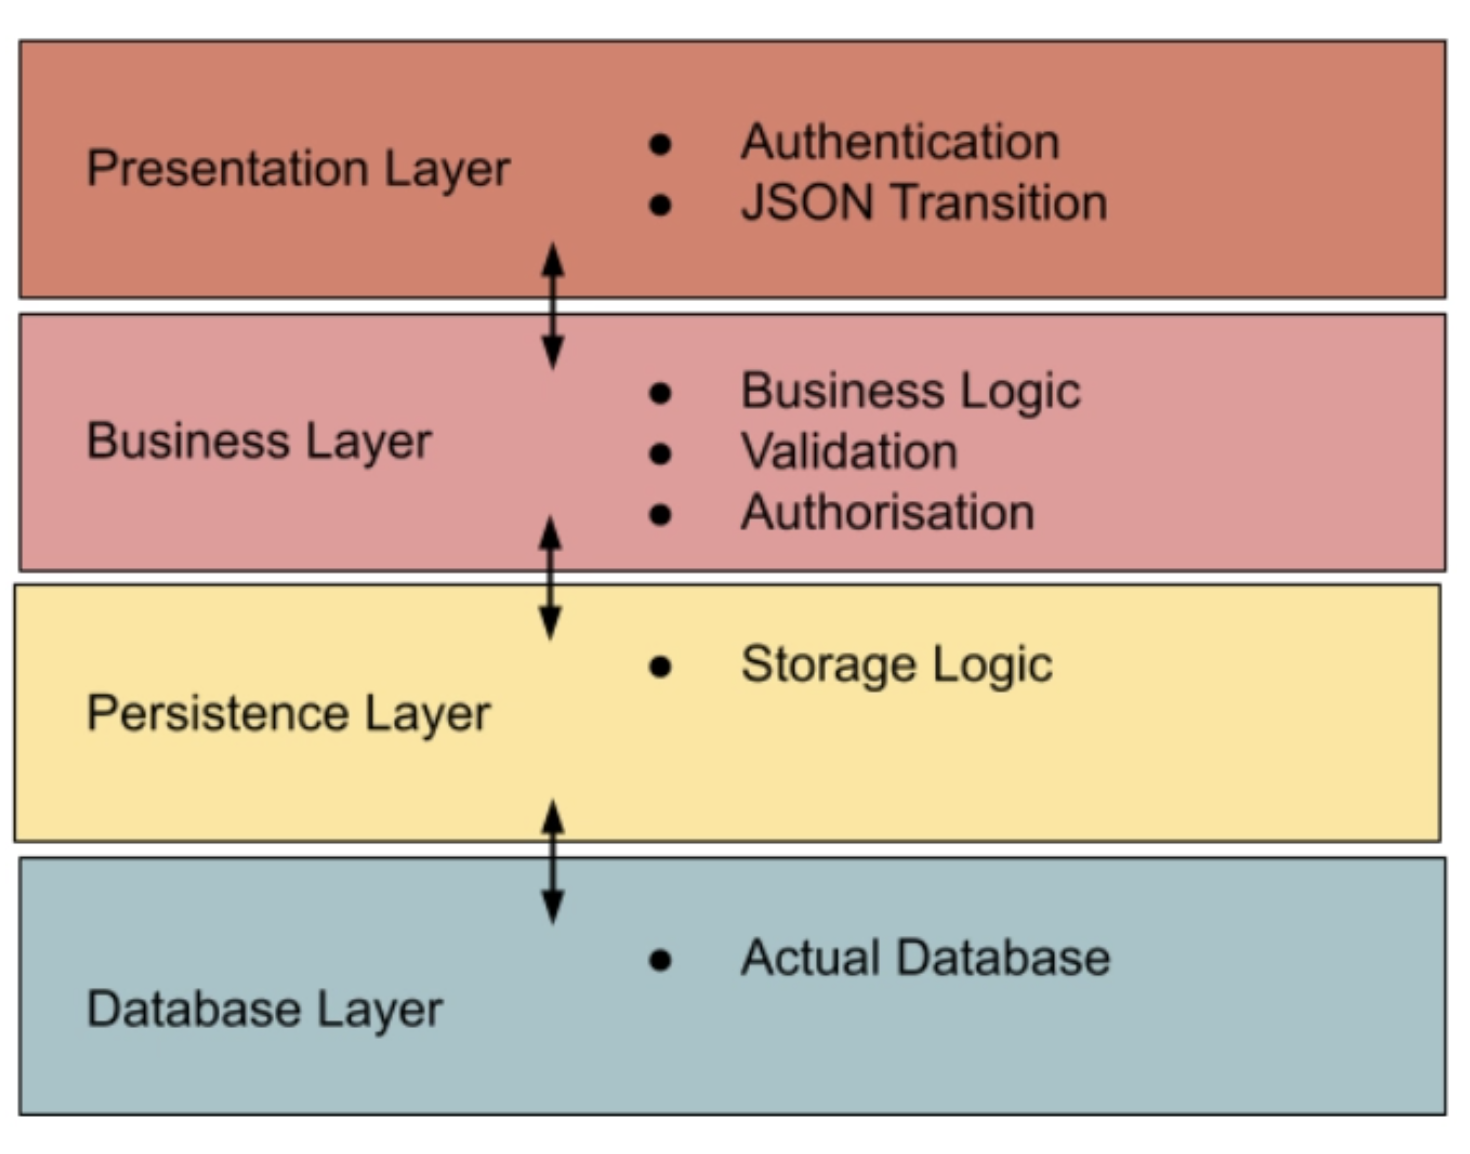 Presentation Layer
● Authentication
● JSON Transition
Business Layer
● Business Logic
● Validation
● Authorisation
Persistence Layer
● Storage Logic
Database Layer
● Actual Database